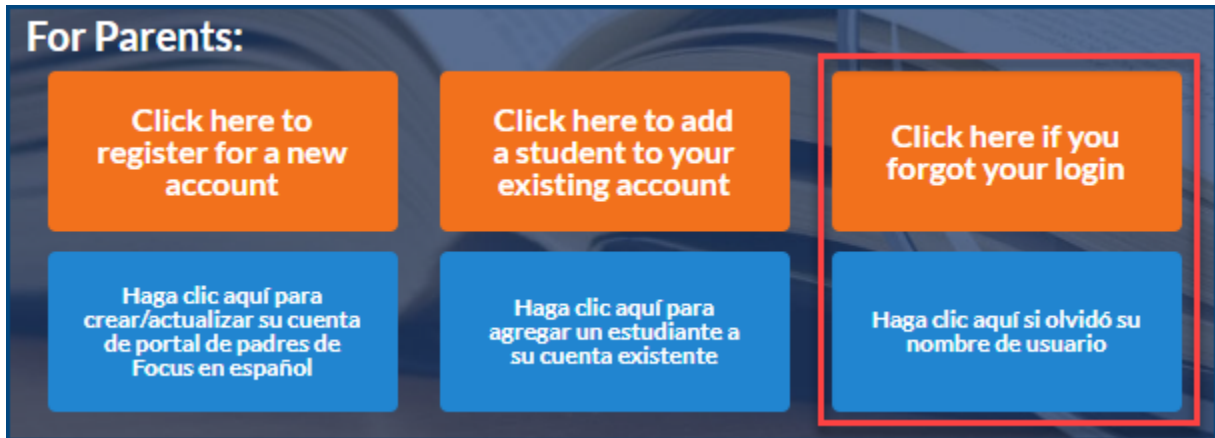 For Parents:
Click here to
register for a new
account
Click here to add
a student to your
existing account
Click here if you
forgot your login
Haga clic aquí para
crear/actualizar su cuenta
de portal de padres de
Focus en español
Haga clic aquí para
agregar un estudiante a
su cuenta existente
Haga clic aquí si olvidó su
nombre de usuario